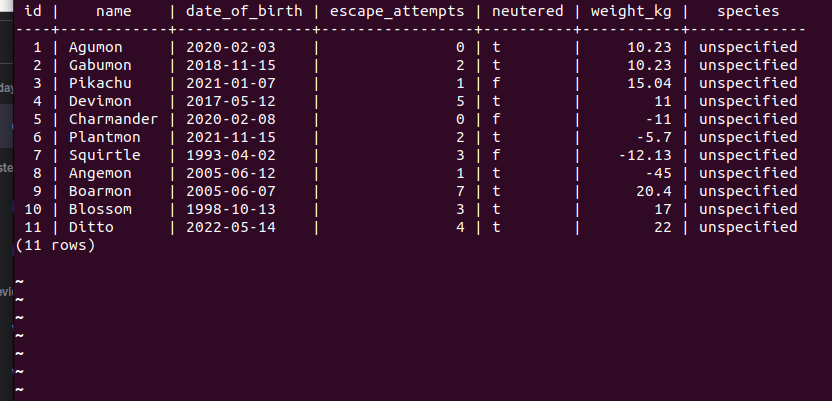 id |    name    | date_of_birth | escape_attempts | neutered | weight_kg |   species
----+------------+---------------+-----------------+----------+-----------+-------------
  1 | Agumon     | 2020-02-03    |               0 | t        |     10.23 | unspecified
  2 | Gabumon    | 2018-11-15    |               2 | t        |     10.23 | unspecified
  3 | Pikachu    | 2021-01-07    |               1 | f        |     15.04 | unspecified
  4 | Devimon    | 2017-05-12    |               5 | t        |        11 | unspecified
  5 | Charmander | 2020-02-08    |               0 | f        |       -11 | unspecified
  6 | Plantmon   | 2021-11-15    |               2 | t        |      -5.7 | unspecified
  7 | Squirtle   | 1993-04-02    |               3 | f        |    -12.13 | unspecified
  8 | Angemon    | 2005-06-12    |               1 | t        |       -45 | unspecified
  9 | Boarmon    | 2005-06-07    |               7 | t        |      20.4 | unspecified
 10 | Blossom    | 1998-10-13    |               3 | t        |        17 | unspecified
 11 | Ditto      | 2022-05-14    |               4 | t        |        22 | unspecified
(11 rows)

~
~
~
~
~
~
~